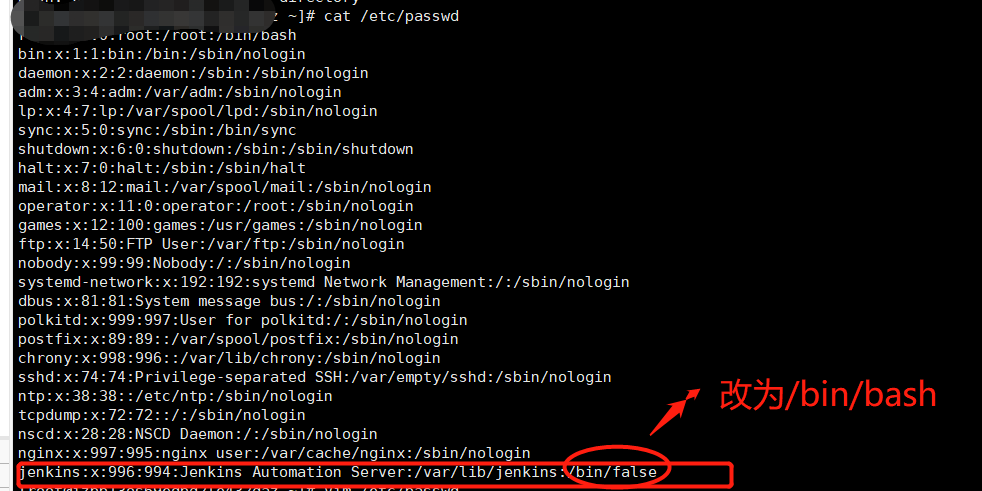 ~]# cat /etc/passwd
:root:/root:/bin/bash
bin:x:1:1:bin:/bin:/sbin/nologin
daemon:x:2:2:daemon:/sbin:/sbin/nologin
adm:x:3:4:adm:/var/adm:/sbin/nologin
lp:x:4:7:lp:/var/spool/lpd:/sbin/nologin
sync:x:5:0:sync:/sbin:/bin/sync
shutdown:x:6:0:shutdown:/sbin:/sbin/shutdown
halt:x:7:0:halt:/sbin:/sbin/halt
mail:x:8:12:mail:/var/spool/mail:/sbin/nologin
operator:x:11:0:operator:/root:/sbin/nologin
games:x:12:100:games:/usr/games:/sbin/nologin
ftp:x:14:50:FTP User:/var/ftp:/sbin/nologin
nobody:x:99:99:Nobody:/:/sbin/nologin
systemd-network:x:192:192:systemd Network Management:/:/sbin/nologin
dbus:x:81:81:System message bus:/:/sbin/nologin
polkitd:x:999:997:User for polkitd:/:/sbin/nologin
postfix:x:89:89::/var/spool/postfix:/sbin/nologin
chrony:x:998:996::/var/lib/chrony:/sbin/nologin
sshd:x:74:74:Privilege-separated SSH:/var/empty/sshd:/sbin/nologin
ntp:x:38:38::/etc/ntp:/sbin/nologin
改为/bin/bash
tcpdump:x:72:72::/:/sbin/nologin
nscd:x:28:28:NSCD Daemon:/:/sbin/nologin
nginx:x:997:995:nginx user:/var/cache/nginx:/sbin/nologin
jenkins:x:996:994:Jenkins Automation Server:/var/lib/jenkins:/bin/false
~]# vim /etc/passwd